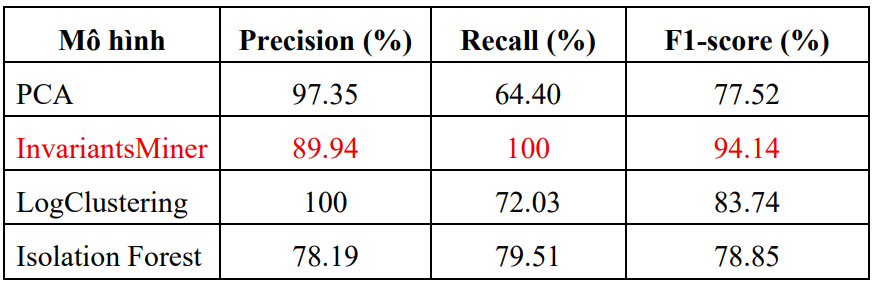 Mô hình Precision (%) Recall (%) F1-score (%)
PCA 97.35 64.40 77.52
InvariantsMiner 89.94 100 94.14
LogClustering 100 72.03 83.74
Isolation Forest 78.19 79.51 78.85